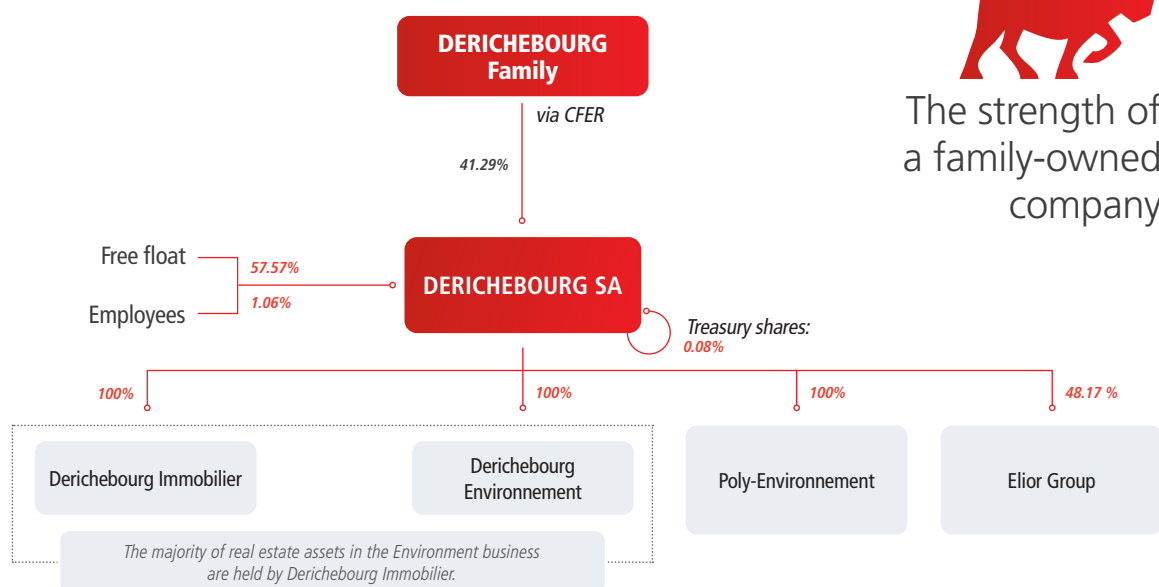 DERICHEBOURG
Family
via CFER
The strength of
a family-owned
company
41.29%
Free float
57.57%
Employees
1.06%
DERICHEBOURG SA
Treasury shares:
0.08%
100%
100%
100%
48.17 %
Derichebourg Immobilier
Derichebourg
Environnement
Poly-Environnement
Elior Group
The majority of real estate assets in the Environment business
are held by Derichebourg Immobilier.